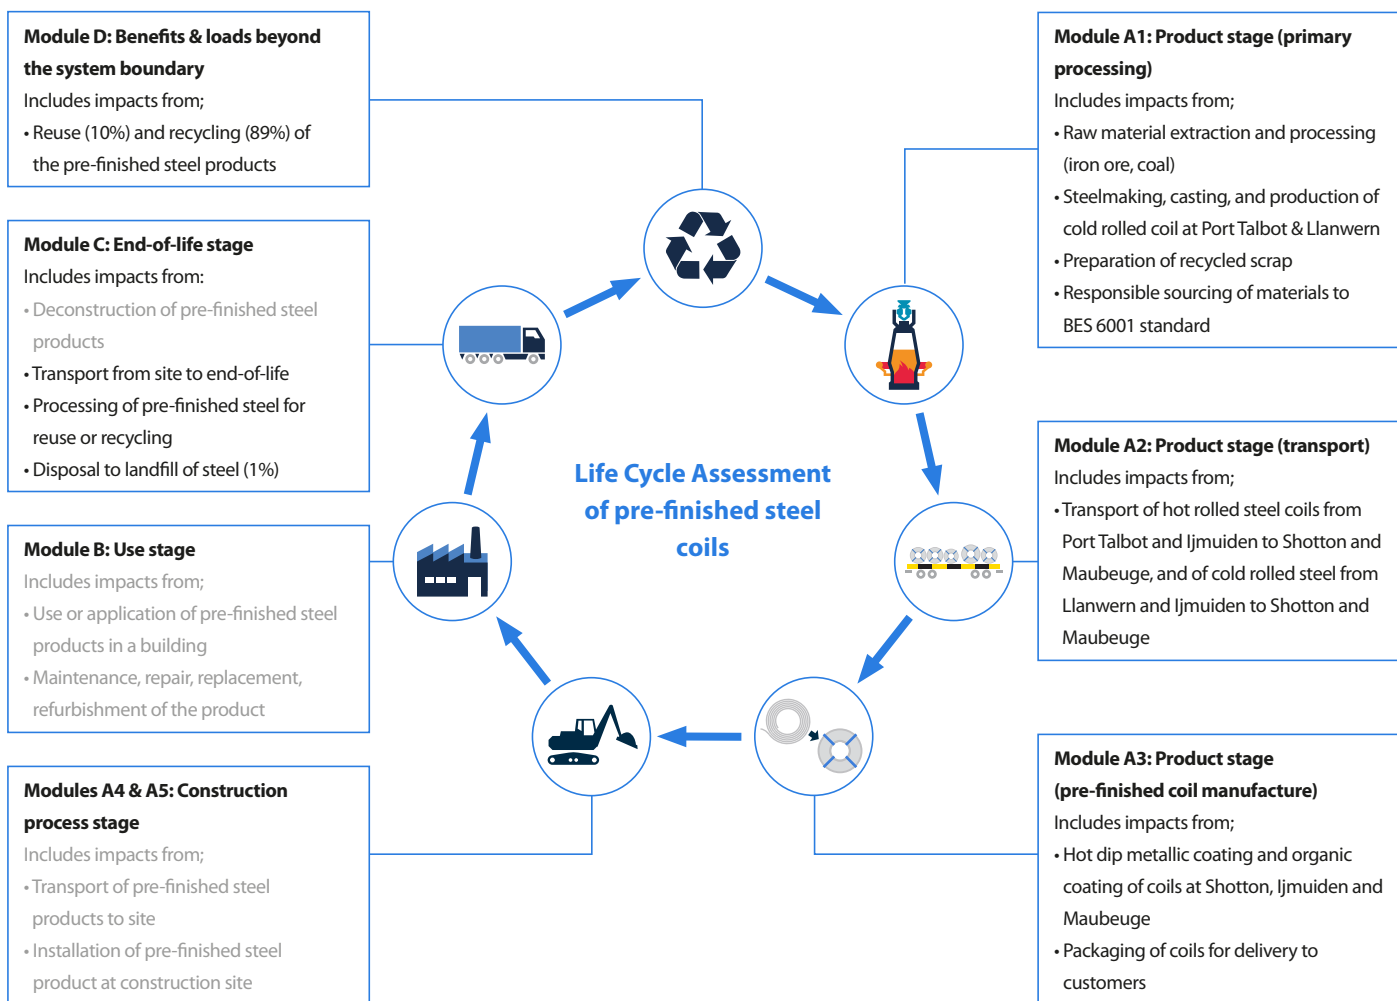 Module D: Benefits & loads beyond
the system boundary
Includes impacts from;
• Reuse (10%) and recycling (89%) of
the pre-finished steel products
Module C: End-of-life stage
Includes impacts from:
• Deconstruction of pre-finished steel
products
• Transport from site to end-of-life
• Processing of pre-finished steel for
reuse or recycling
• Disposal to landfill of steel (1%)
Module B: Use stage
Includes impacts from;
• Use or application of pre-finished steel
products in a building
• Maintenance, repair, replacement,
refurbishment of the product
Modules A4 & A5: Construction
process stage
Includes impacts from;
• Transport of pre-finished steel
products to site
• Installation of pre-finished steel
product at construction site
Life Cycle Assessment
of pre-finished steel
coils
Module A1: Product stage (primary
processing)
Includes impacts from;
• Raw material extraction and processing
(iron ore, coal)
• Steelmaking, casting, and production of
cold rolled coil at Port Talbot & Llanwern
• Preparation of recycled scrap
• Responsible sourcing of materials to
BES 6001 standard
Module A2: Product stage (transport)
Includes impacts from;
• Transport of hot rolled steel coils from
Port Talbot and Ijmuiden to Shotton and
Maubeuge, and of cold rolled steel from
Llanwern and Ijmuiden to Shotton and
Maubeuge
Module A3: Product stage
(pre-finished coil manufacture)
Includes impacts from;
• Hot dip metallic coating and organic
coating of coils at Shotton, Ijmuiden and
Maubeuge
• Packaging of coils for delivery to
customers